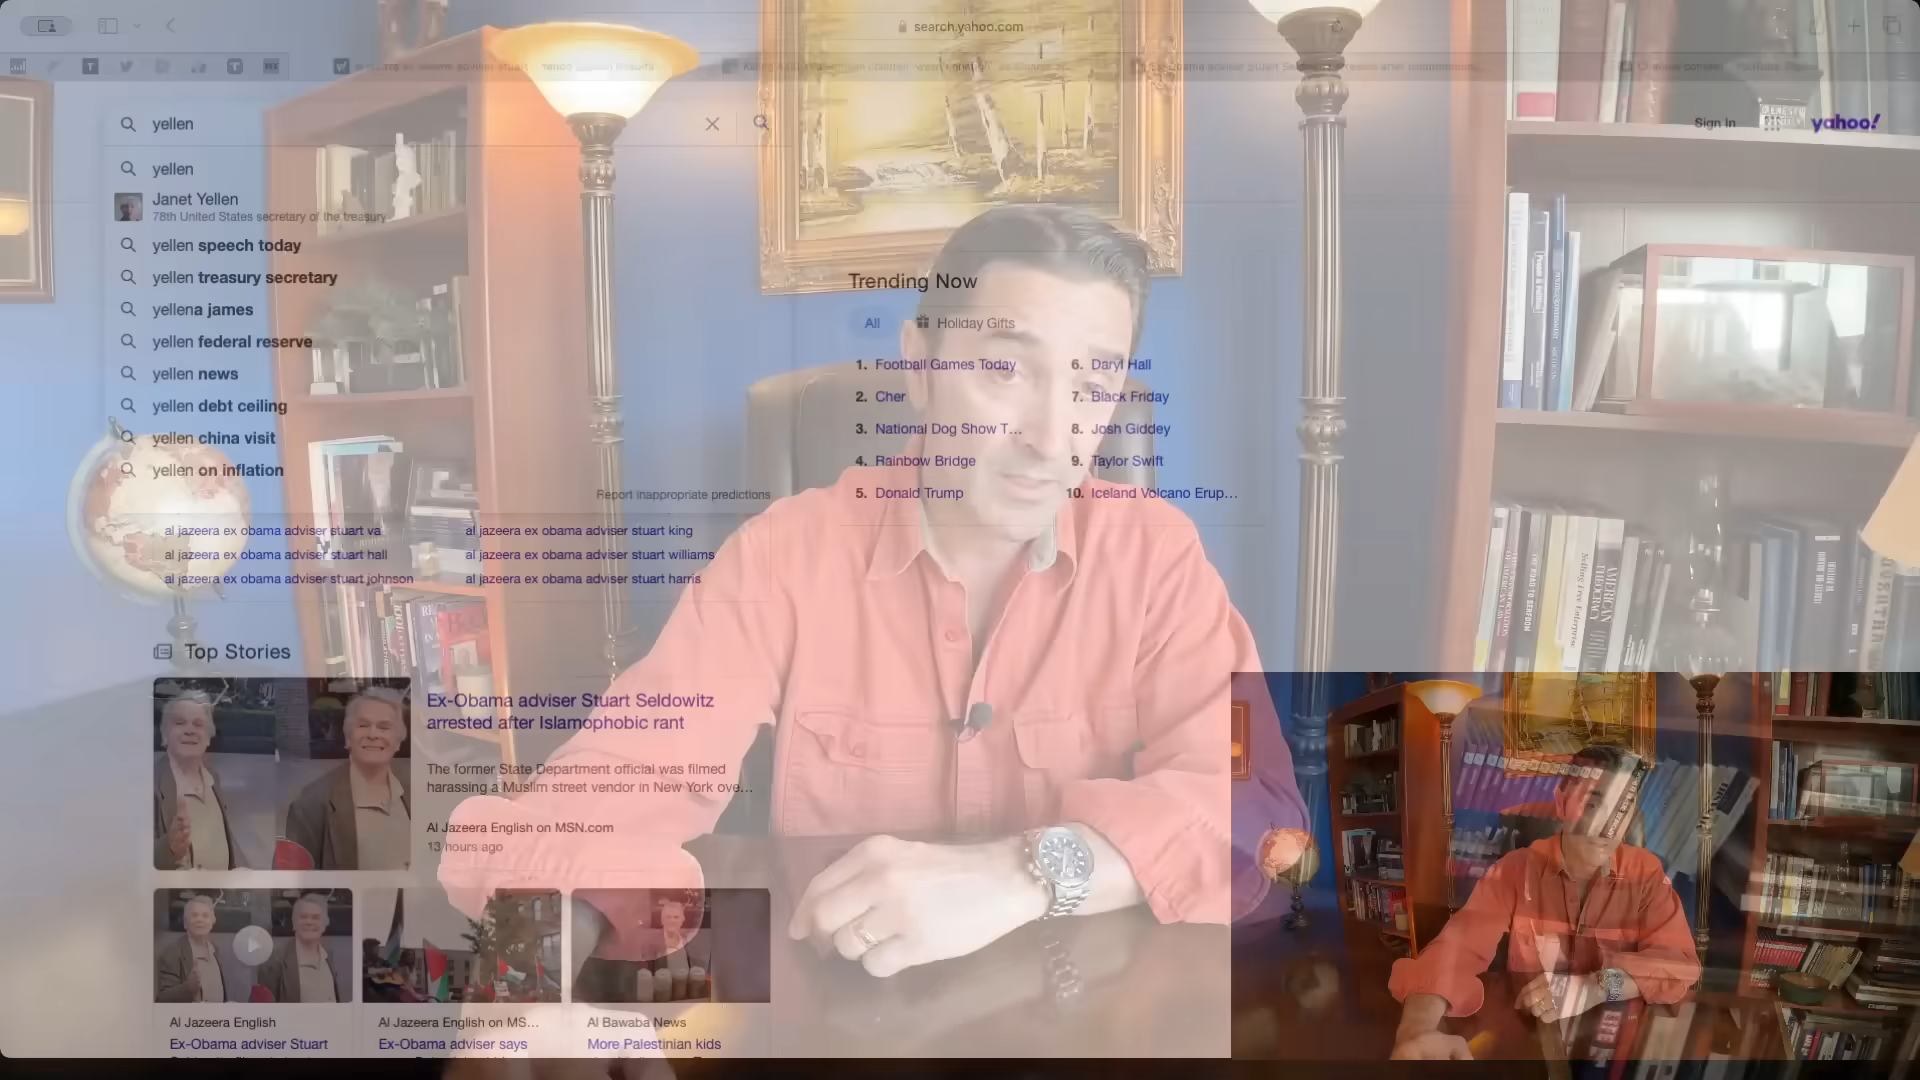 search.yahoo.com
yellen
Sign in
yahoo!
yellen
Janet Yellen
78th United States secretary of the treasury
yellen speech today
yellen treasury secretary
yellena james
yellen federal reserve
yellen news
yellen debt ceiling
yellen china visit
yellen on inflation
Report inappropriate predictions
Trending Now
All
Holiday Gifts
1. Football Games Today
2. Cher
3. National Dog Show T...
4. Rainbow Bridge
5. Donald Trump
6. Daryl Hall
7. Black Friday
8. Josh Giddey
9. Taylor Swift
10. Iceland Volcano Erup...
al jazeera ex obama adviser stuart va
al jazeera ex obama adviser stuart king
al jazeera ex obama adviser stuart hall
al jazeera ex obama adviser stuart williams
al jazeera ex obama adviser stuart johnson
al jazeera ex obama adviser stuart harris
Top Stories
Ex-Obama adviser Stuart Seldowitz
arrested after Islamophobic rant
The former State Department official was filmed
harassing a Muslim street vendor in New York ove...
Al Jazeera English on MSN.com
13 hours ago
Al Jazeera English
Ex-Obama adviser Stuart
Al Jazeera English on MS...
Ex-Obama adviser says
Al Bawaba News
More Palestinian kids
AMERICAN
DEMOCRACY